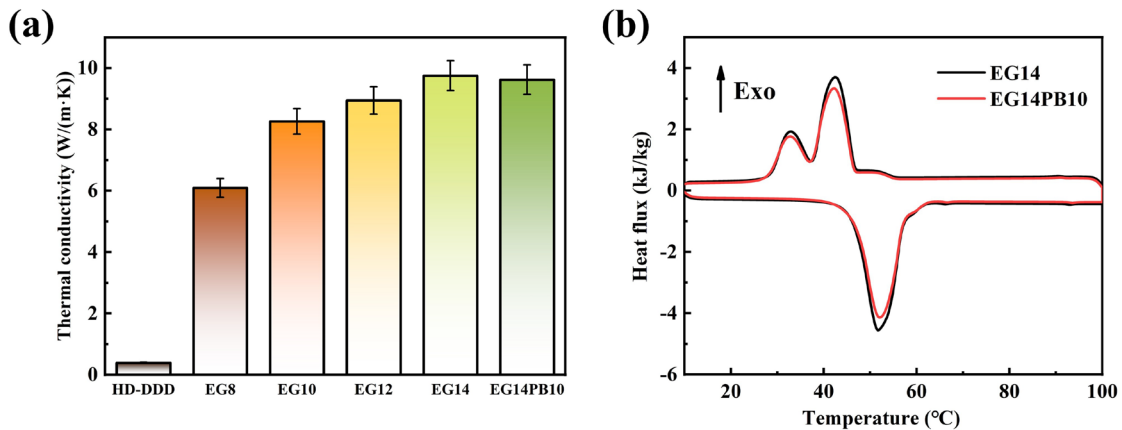 (a)
Thermal conductivity (W/(m·K))
10
8
6
4
2
0
HD-DDD EG8 EG10 EG12 EG14 EG14PB10
(b)
Exo
EG14
EG14PB10
Heat flux (kJ/kg)
6
4
2
0
-2
-4
-6
20 40 60 80 100
Temperature (℃)